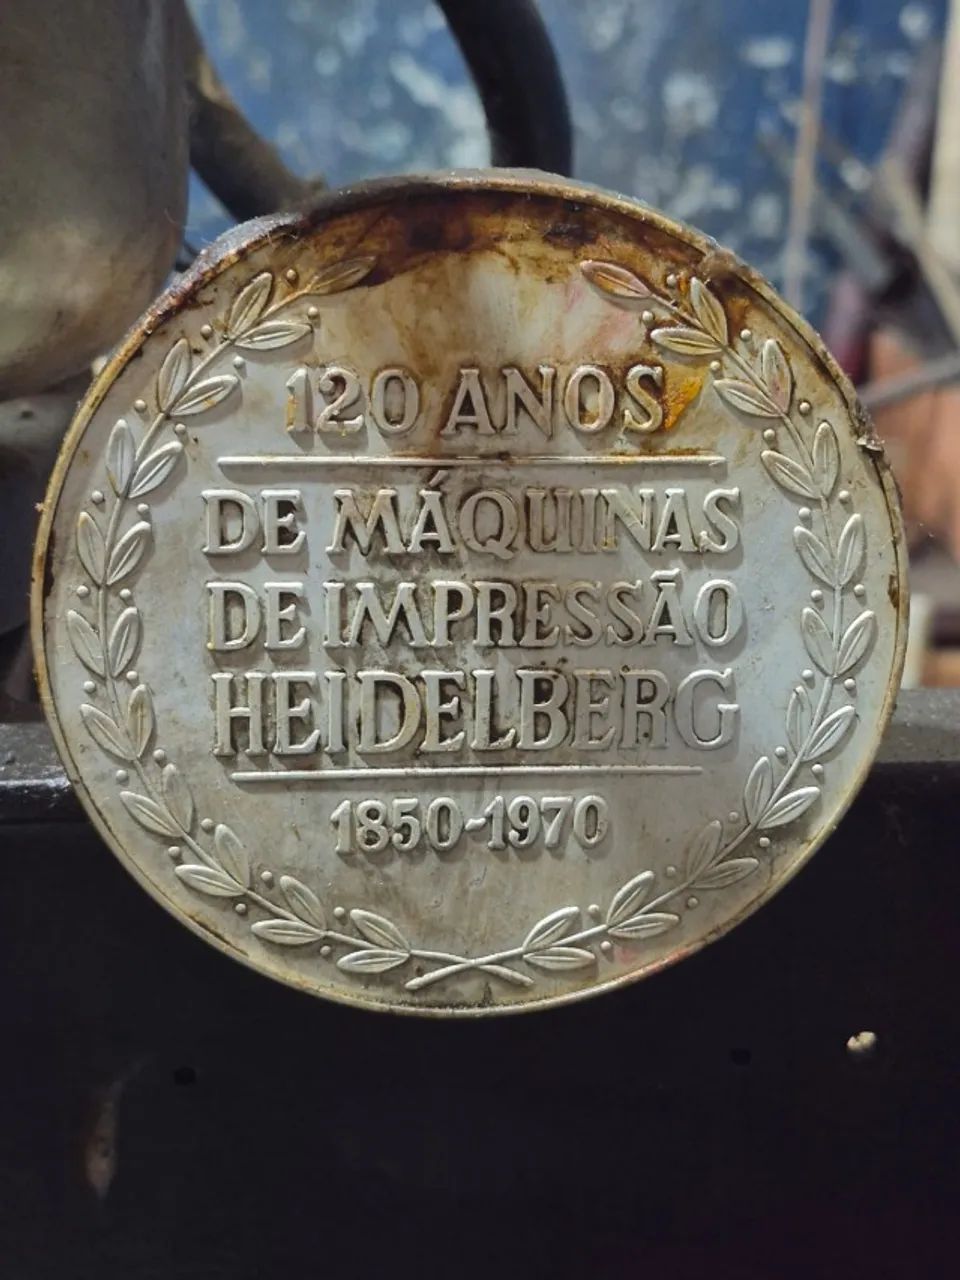 120 ANOS
DE MÁQUINAS
DE IMPRESSÃO
HEIDELBERG
1850-1970